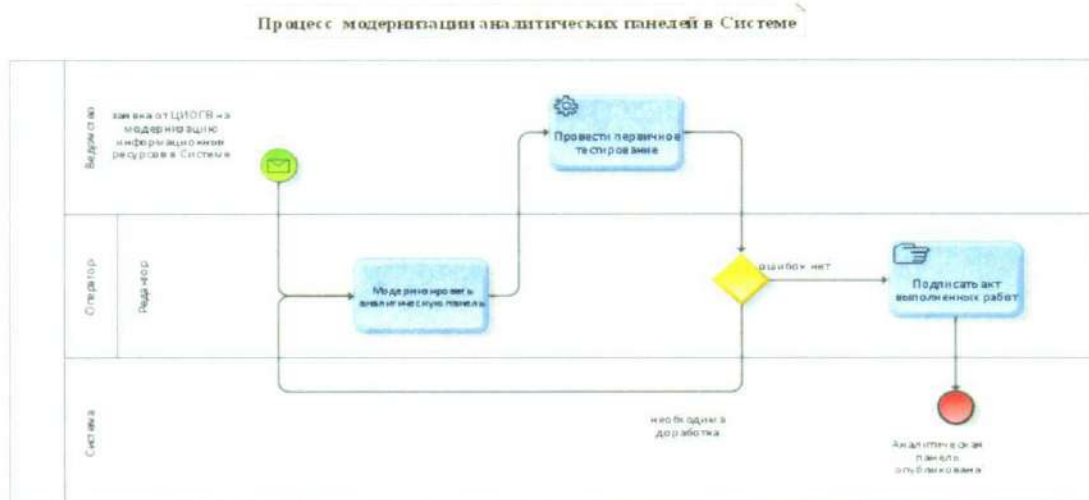 Процесс модернизации аналитических панелей в Системе
Ведомство
заявка от ЦИОГВ на
модернизацию
информационных
ресурсов в Системе
Провести первичное
тестирование
Оператор
Редактор
Модернизировать
аналитическую панель
ошибок нет
Подписать акт
выполненных работ
Система
необходима
доработка
Аналитическая
панель
опубликована